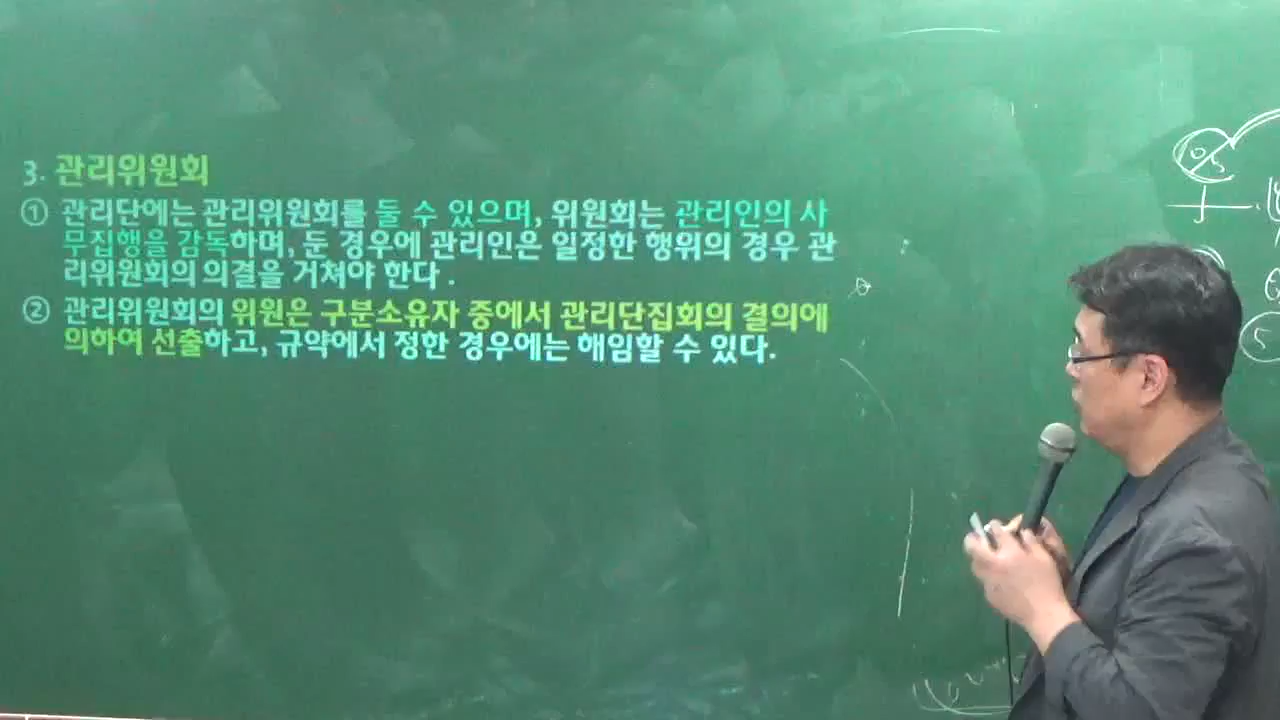 3. 관리위원회
① 관리단에는 관리위원회를 둘 수 있으며, 위원회는 관리인의 사
무집행을 감독하며, 둔 경우에 관리인은 일정한 행위의 경우 관
리위원회의 의결을 거쳐야 한다.
② 관리위원회의 위원은 구분소유자 중에서 관리단집회의 결의에
의하여 선출하고, 규약에서 정한 경우에는 해임할 수 있다.
5